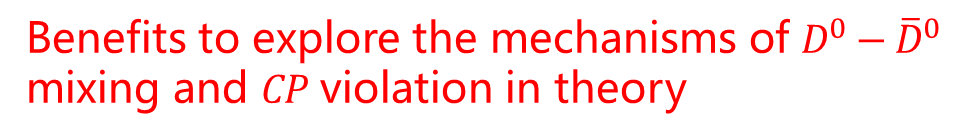 Benefits to explore the mechanisms of D⁰ − D̄⁰
mixing and CP violation in theory